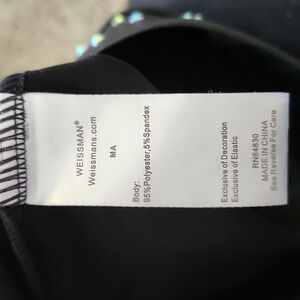 WEISSMAN®
Weissmans.com
MA
Body:
95%Polyester,5%Spandex
Exclusive of Decoration
Exclusive of Elastic
RN64830
MADE IN CHINA
See Reverse For Care